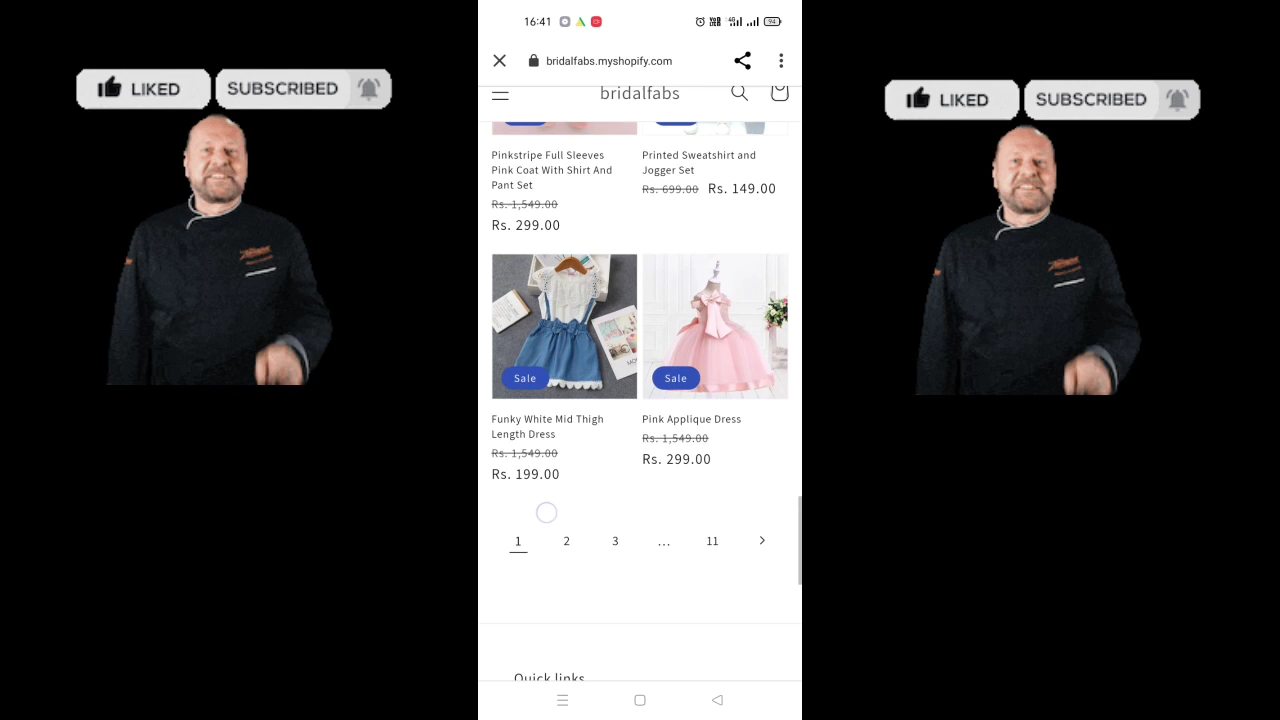 LIKED
SUBSCRIBED
16:41
94
bridalfabs.myshopify.com
bridalfabs
Pinkstripe Full Sleeves
Pink Coat With Shirt And
Pant Set
Rs. 1,549.00
Rs. 299.00
Printed Sweatshirt and
Jogger Set
Rs. 699.00 Rs. 149.00
Sale
Funky White Mid Thigh
Length Dress
Rs. 1,549.00
Rs. 199.00
Sale
Pink Applique Dress
Rs. 1,549.00
Rs. 299.00
1 2 3 ... 11
Quick links
LIKED
SUBSCRIBED